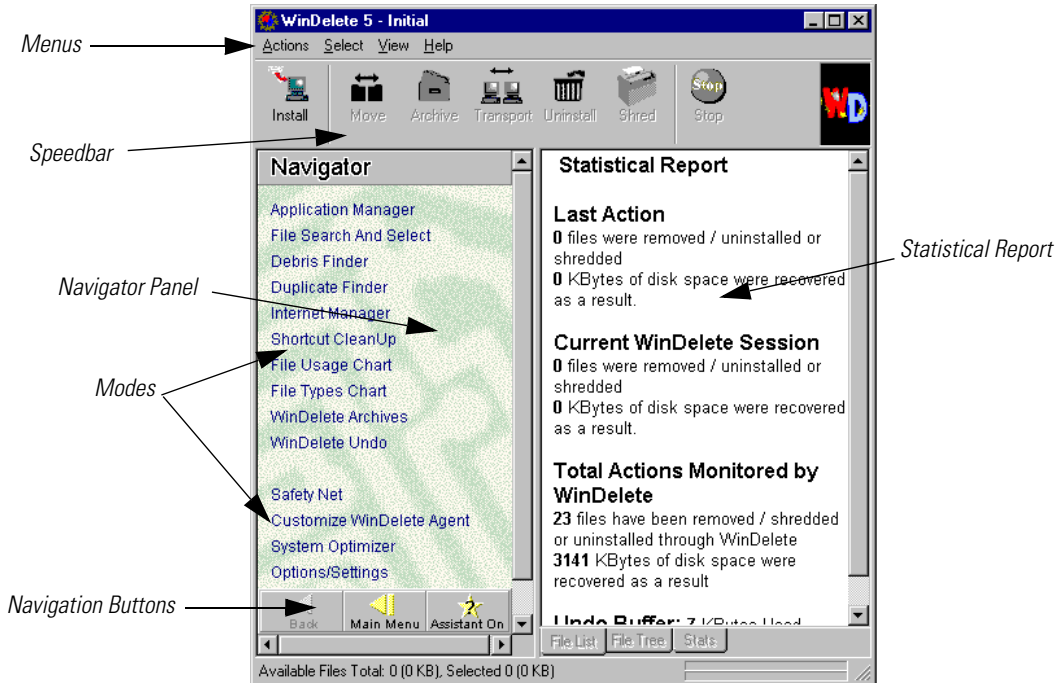 WinDelete 5 - Initial
Menus
Actions Select View Help
Install Move Archive Transport Uninstall Shred Stop Stop
WD
Speedbar
Navigator
Application Manager
File Search And Select
Debris Finder
Duplicate Finder
Internet Manager
Shortcut CleanUp
File Usage Chart
File Types Chart
WinDelete Archives
WinDelete Undo
Safety Net
Customize WinDelete Agent
System Optimizer
Options/Settings
Back Main Menu ? Assistant On
Navigator Panel
Modes
Navigation Buttons
Statistical Report
Last Action
0 files were removed / uninstalled or
shredded
0 KBytes of disk space were recovered
as a result.
Current WinDelete Session
0 files were removed / uninstalled or
shredded
0 KBytes of disk space were recovered
as a result.
Total Actions Monitored by
WinDelete
23 files have been removed / shredded
or uninstalled through WinDelete
3141 KBytes of disk space were
recovered as a result
Undo Buffer: 7 KBytes Used
File List File Tree Stats
Statistical Report
Available Files Total: 0 (0 KB), Selected 0 (0 KB)